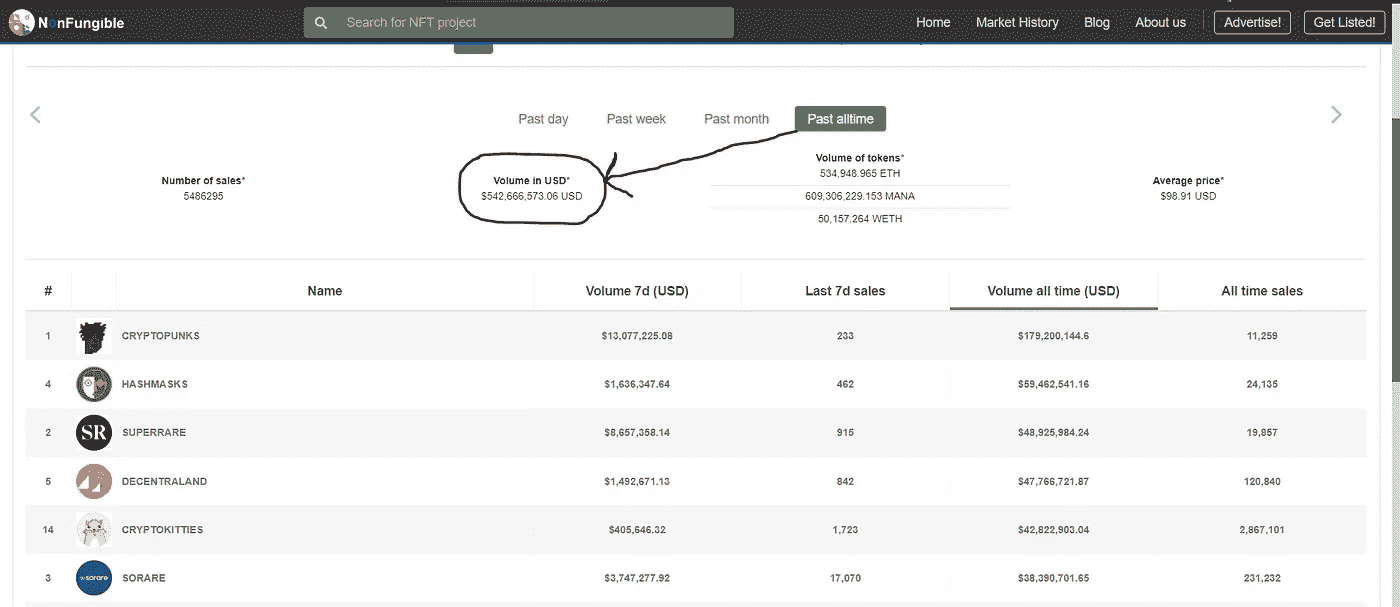 NonFungible
Search for NFT project
Home Market History Blog About us Advertise! Get Listed!
Past day Past week Past month Past alltime
Number of sales*
5486295
Volume in USD*
$542,666,573.06 USD
Volume of tokens*
534,948.965 ETH
609,306,229.153 MANA
50,157.264 WETH
Average price*
$98.91 USD
# Name Volume 7d (USD) Last 7d sales Volume all time (USD) All time sales
1 CRYPTOPUNKS $13,077,225.08 233 $179,200,144.6 11,259
4 HASHMASKS $1,636,347.64 462 $59,462,541.16 24,135
2 SR SUPERRARE $8,657,358.14 915 $48,925,984.24 19,857
5 DECENTRALAND $1,492,671.13 842 $47,766,721.87 120,840
14 CRYPTOKITTIES $405,646.32 1,723 $42,822,903.04 2,867,101
3 sorare SORARE $3,747,277.92 17,070 $38,390,701.65 231,232